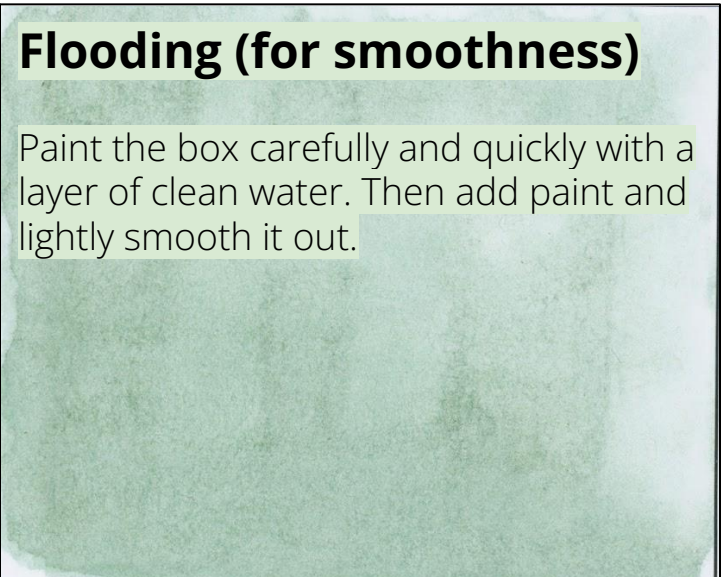 Flooding (for smoothness)
Paint the box carefully and quickly with a
layer of clean water. Then add paint and
lightly smooth it out.